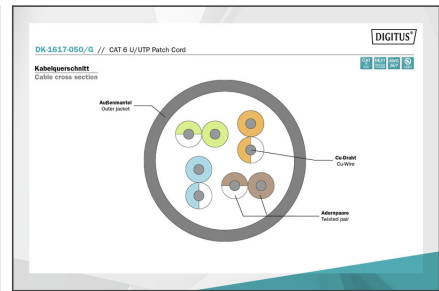 DIGITUS®
DK-1617-050/G // CAT 6 U/UTP Patch Cord
Kabelquerschnitt
Cable cross section
Außenmantel
Outer jacket
Cu-Draht
Cu-Wire
Adernpaare
Twisted pair